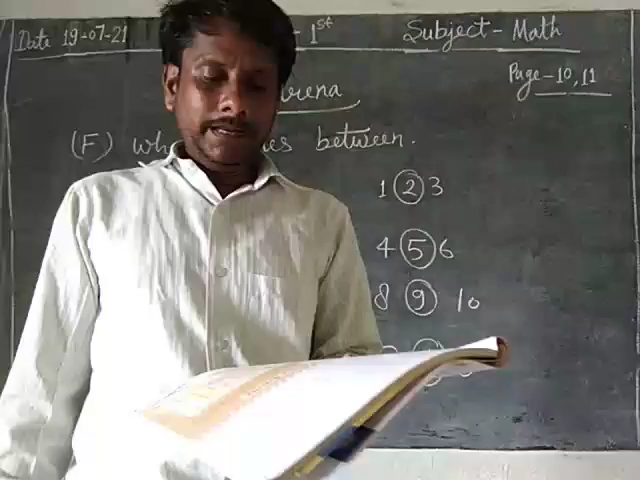 Date 19-07-21 - 1st Subject - Math
Page - 10, 11
(F) between.
1 2 3
4 5 6
8 9 10